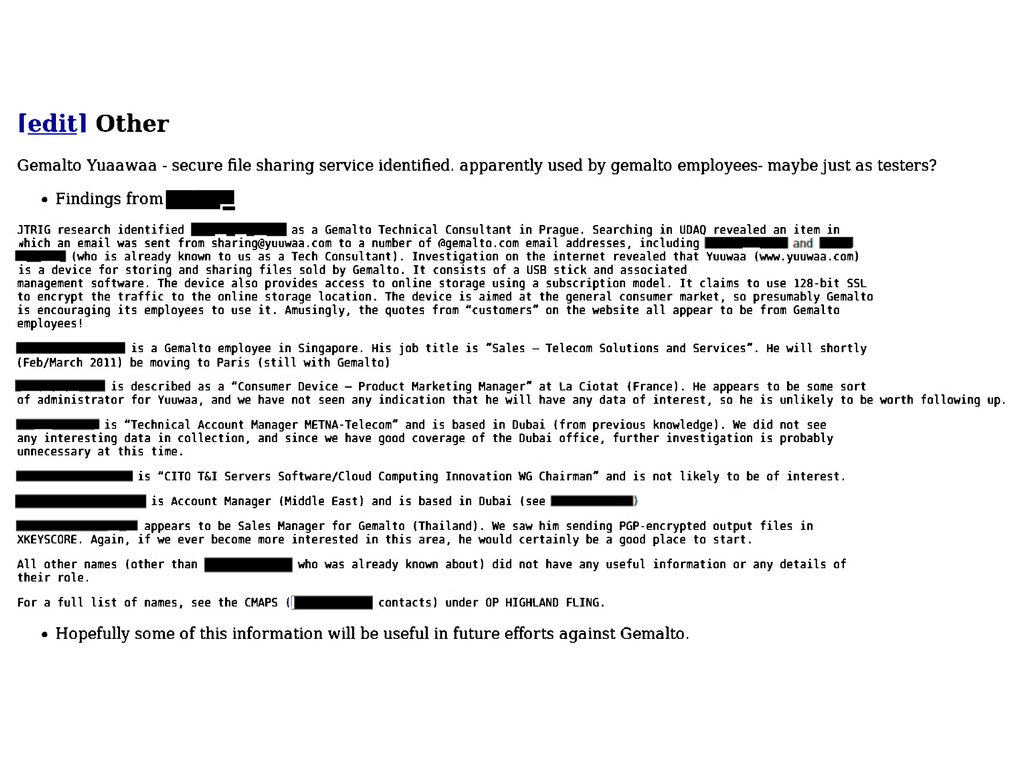 [edit] Other
Gemalto Yuaawaa - secure file sharing service identified. apparently used by gemalto employees- maybe just as testers?
• Findings from
JTRIG research identified as a Gemalto Technical Consultant in Prague. Searching in UDAQ revealed an item in
which an email was sent from sharing@yuuwaa.com to a number of @gemalto.com email addresses, including and
(who is already known to us as a Tech Consultant). Investigation on the internet revealed that Yuuwaa (www.yuuwaa.com)
is a device for storing and sharing files sold by Gemalto. It consists of a USB stick and associated
management software. The device also provides access to online storage using a subscription model. It claims to use 128-bit SSL
to encrypt the traffic to the online storage location. The device is aimed at the general consumer market, so presumably Gemalto
is encouraging its employees to use it. Amusingly, the quotes from “customers” on the website all appear to be from Gemalto
employees!
is a Gemalto employee in Singapore. His job title is “Sales – Telecom Solutions and Services”. He will shortly
(Feb/March 2011) be moving to Paris (still with Gemalto)
is described as a “Consumer Device – Product Marketing Manager” at La Ciotat (France). He appears to be some sort
of administrator for Yuuwaa, and we have not seen any indication that he will have any data of interest, so he is unlikely to be worth following up.
is “Technical Account Manager METNA-Telecom” and is based in Dubai (from previous knowledge). We did not see
any interesting data in collection, and since we have good coverage of the Dubai office, further investigation is probably
unnecessary at this time.
is “CITO T&I Servers Software/Cloud Computing Innovation WG Chairman” and is not likely to be of interest.
is Account Manager (Middle East) and is based in Dubai (see )
appears to be Sales Manager for Gemalto (Thailand). We saw him sending PGP-encrypted output files in
XKEYSCORE. Again, if we ever become more interested in this area, he would certainly be a good place to start.
All other names (other than who was already known about) did not have any useful information or any details of
their role.
For a full list of names, see the CMAPS ( contacts) under OP HIGHLAND FLING.
• Hopefully some of this information will be useful in future efforts against Gemalto.